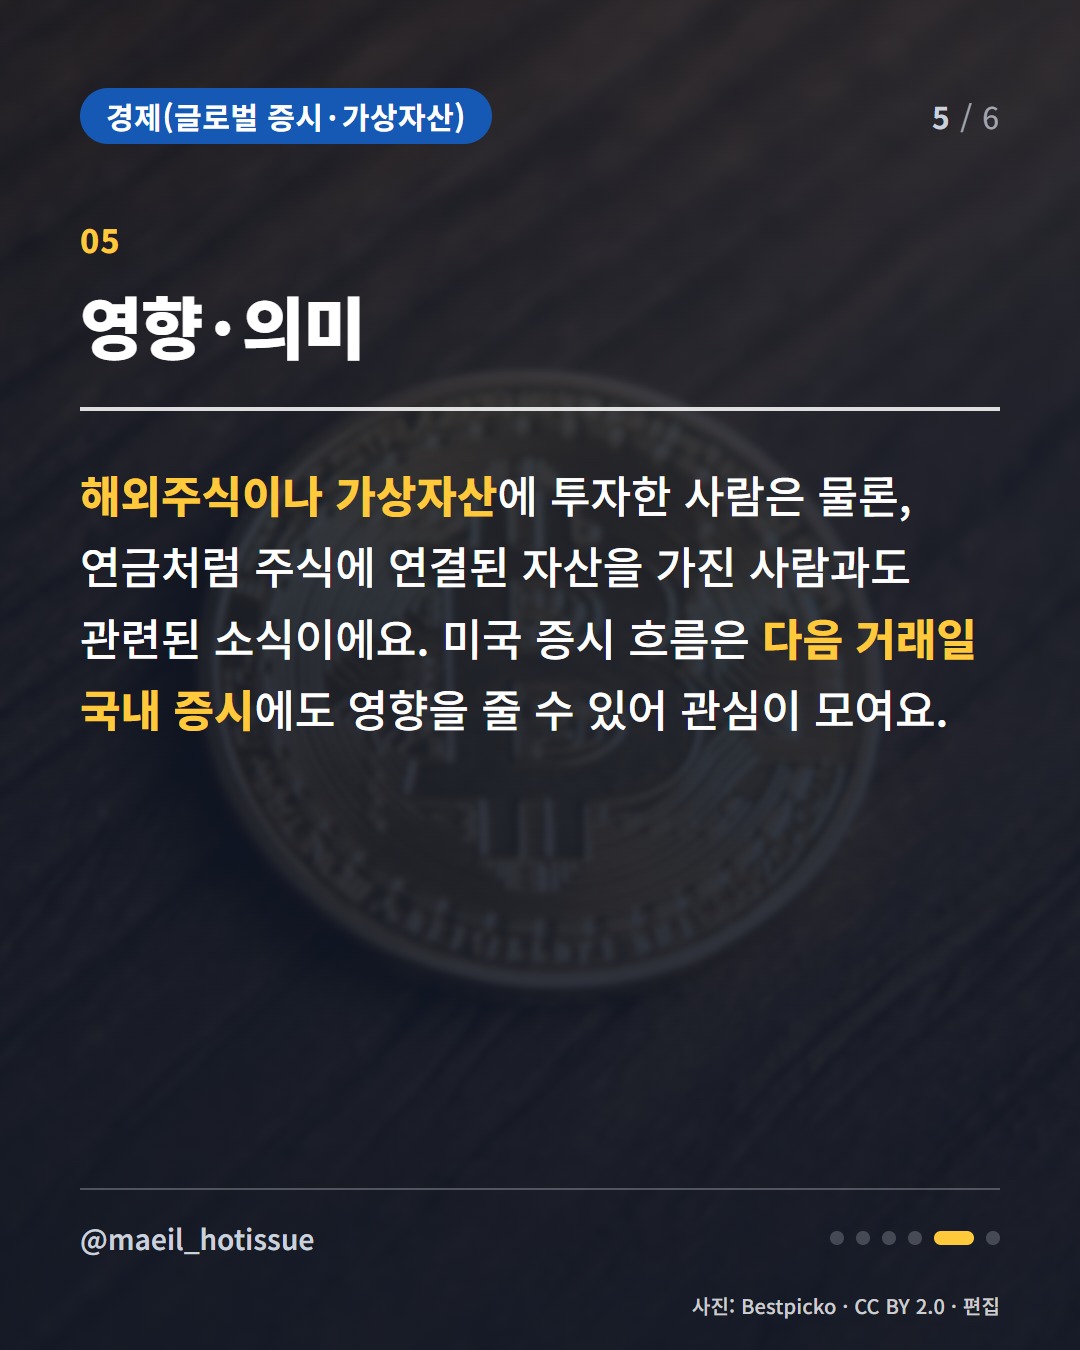 경제(글로벌 증시·가상자산)
5 / 6
05
영향·의미
해외주식이나 가상자산에 투자한 사람은 물론,
연금처럼 주식에 연결된 자산을 가진 사람과도
관련된 소식이에요. 미국 증시 흐름은 다음 거래일
국내 증시에도 영향을 줄 수 있어 관심이 모여요.
@maeil_hotissue
사진: Bestpicko · CC BY 2.0 · 편집